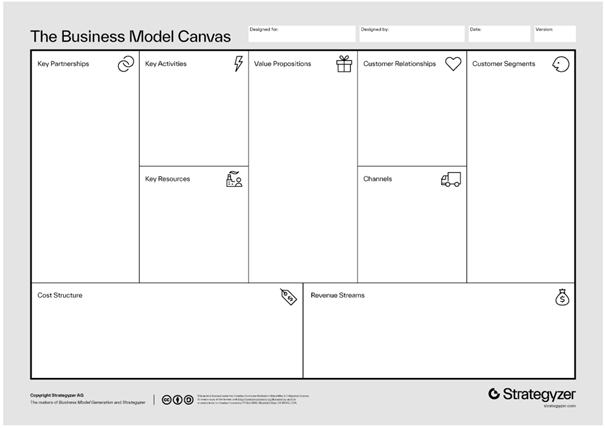 The Business Model Canvas
Designed for:
Designed by:
Date:
Version:
Key Partnerships
Key Activities
Value Propositions
Customer Relationships
Customer Segments
Key Resources
Channels
Cost Structure
Revenue Streams
Copyright Strategyzer AG
The makers of Business Model Generation and Strategyzer
Strategyzer
strategyzer.com